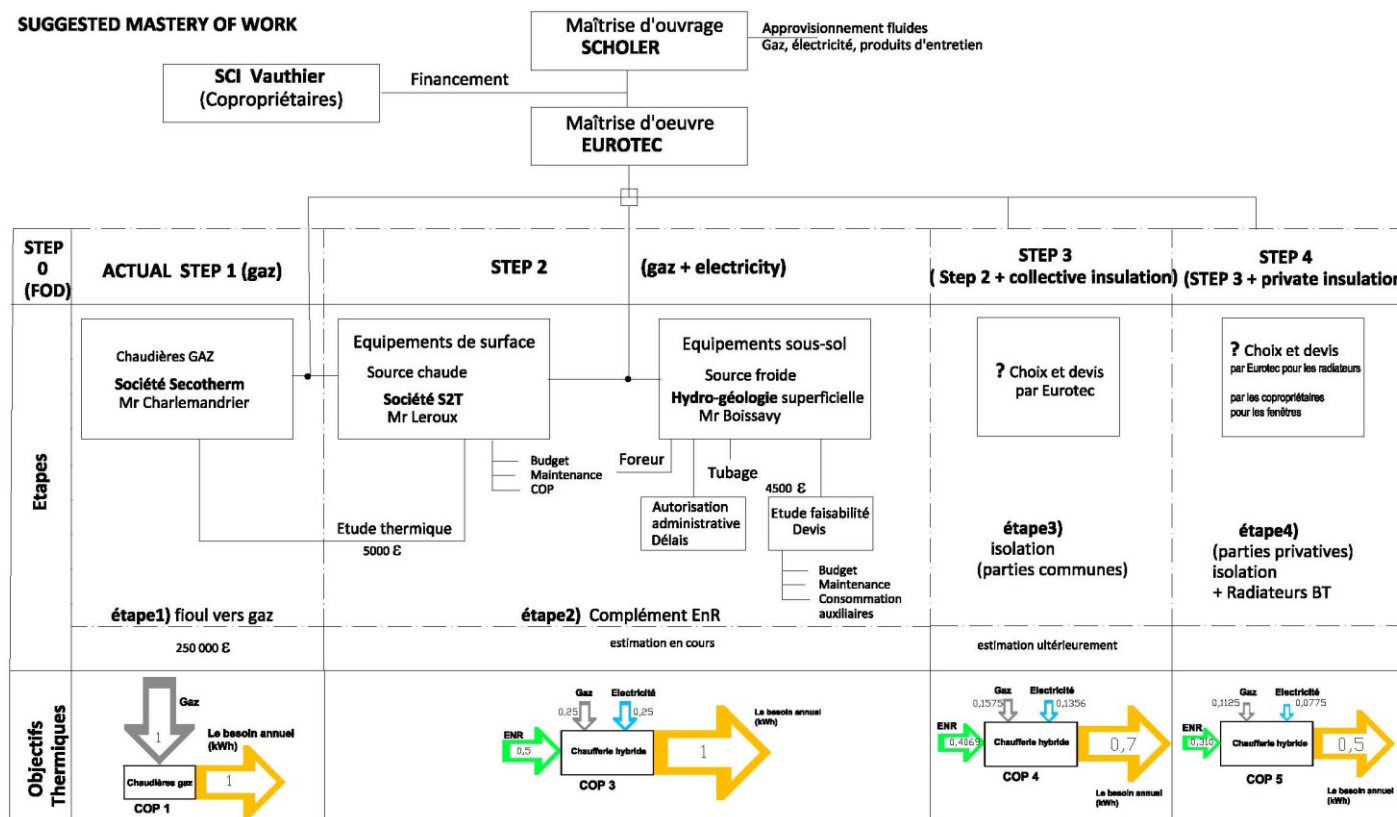 SUGGESTED MASTERY OF WORK
Maîtrise d'ouvrage
SCHOLER
Approvisionnement fluides
Gaz, électricité, produits d'entretien
SCI Vauthier
(Copropriétaires)
Financement
Maîtrise d'oeuvre
EUROTEC
STEP
0
(FOD)
ACTUAL STEP 1 (gaz)
STEP 2 (gaz + electricity)
STEP 3
( Step 2 + collective insulation)
STEP 4
(STEP 3 + private insulation
Etapes
Chaudières GAZ
Société Secotherm
Mr Charlemandrier
Equipements de surface
Source chaude
Société S2T
Mr Leroux
Equipements sous-sol
Source froide
Hydro-géologie superficielle
Mr Boissavy
? Choix et devis
par Eurotec
? Choix et devis
par Eurotec pour les radiateurs
par les copropriétaires
pour les fenêtres
Budget
Maintenance
COP
Foreur
Tubage
4500 ε
Autorisation
administrative
Délais
Etude faisabilité
Devis
Etude thermique
5000 ε
Budget
Maintenance
Consommation
auxiliaires
étape1) fioul vers gaz
étape2) Complément EnR
étape3)
isolation
(parties communes)
étape4)
(parties privatives)
isolation
+ Radiateurs BT
250 000 ε
estimation en cours
estimation ultérieurement
Objectifs
Thermiques
Gaz
1
Le besoin annuel
(kWh)
Chaudières gaz
1
COP 1
Gaz
Electricité
0,25
0,25
ENR
0,5
Chaufferie hybride
COP 3
Le besoin annuel
(kWh)
1
Gaz
Electricité
0,1575
0,1356
ENR
0,4069
Chaufferie hybride
COP 4
0,7
Le besoin annuel
(kWh)
Gaz
Electricité
0,1125
0,0775
ENR
0,310
Chaufferie hybride
COP 5
0,5
Le besoin annuel
(kWh)